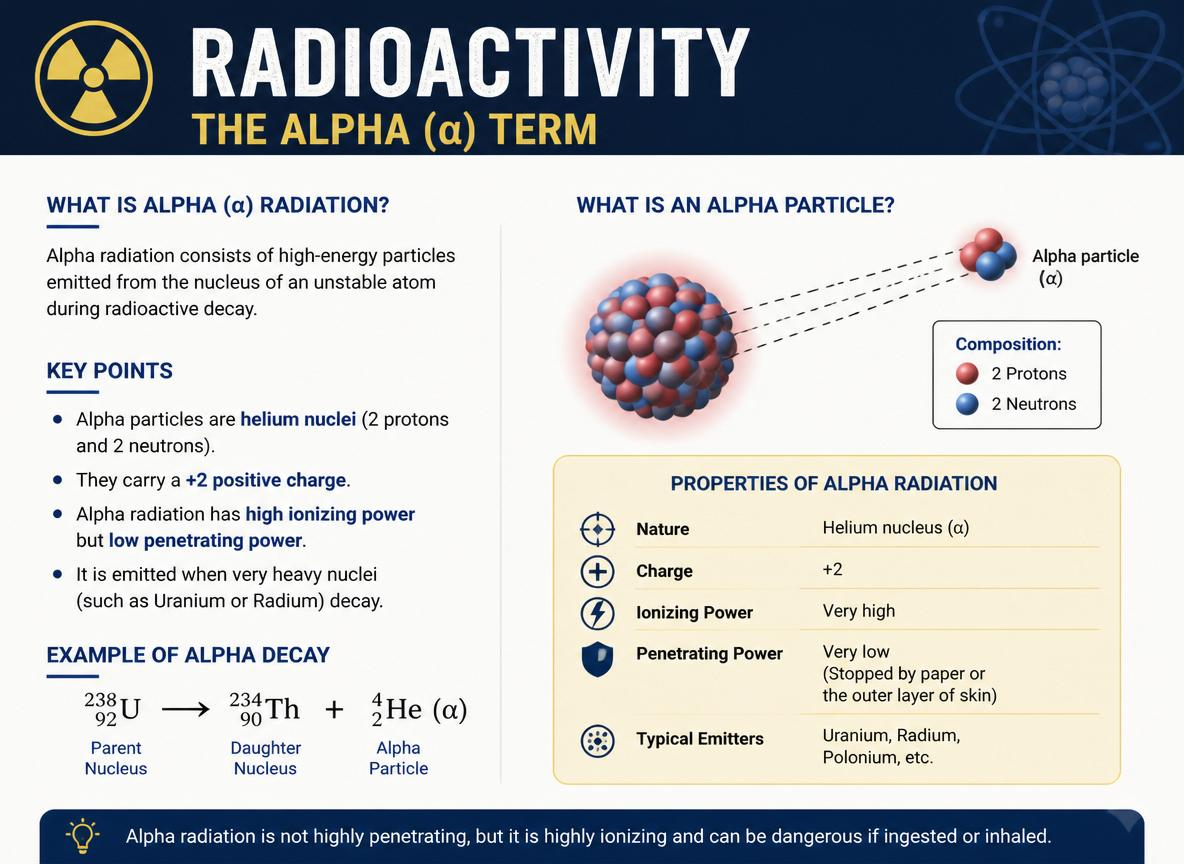 RADIOACTIVITY
THE ALPHA (α) TERM
WHAT IS ALPHA (α) RADIATION?
Alpha radiation consists of high-energy particles
emitted from the nucleus of an unstable atom
during radioactive decay.
KEY POINTS
• Alpha particles are helium nuclei (2 protons
and 2 neutrons).
• They carry a +2 positive charge.
• Alpha radiation has high ionizing power
but low penetrating power.
• It is emitted when very heavy nuclei
(such as Uranium or Radium) decay.
EXAMPLE OF ALPHA DECAY
²³⁸₉₂U ⟶ ²³⁴₉₀Th + ⁴₂He (α)
Parent Nucleus
Daughter Nucleus
Alpha Particle
WHAT IS AN ALPHA PARTICLE?
Alpha particle
(α)
Composition:
2 Protons
2 Neutrons
PROPERTIES OF ALPHA RADIATION
Nature Helium nucleus (α)
Charge +2
Ionizing Power Very high
Penetrating Power Very low
(Stopped by paper or
the outer layer of skin)
Typical Emitters Uranium, Radium,
Polonium, etc.
Alpha radiation is not highly penetrating, but it is highly ionizing and can be dangerous if ingested or inhaled.